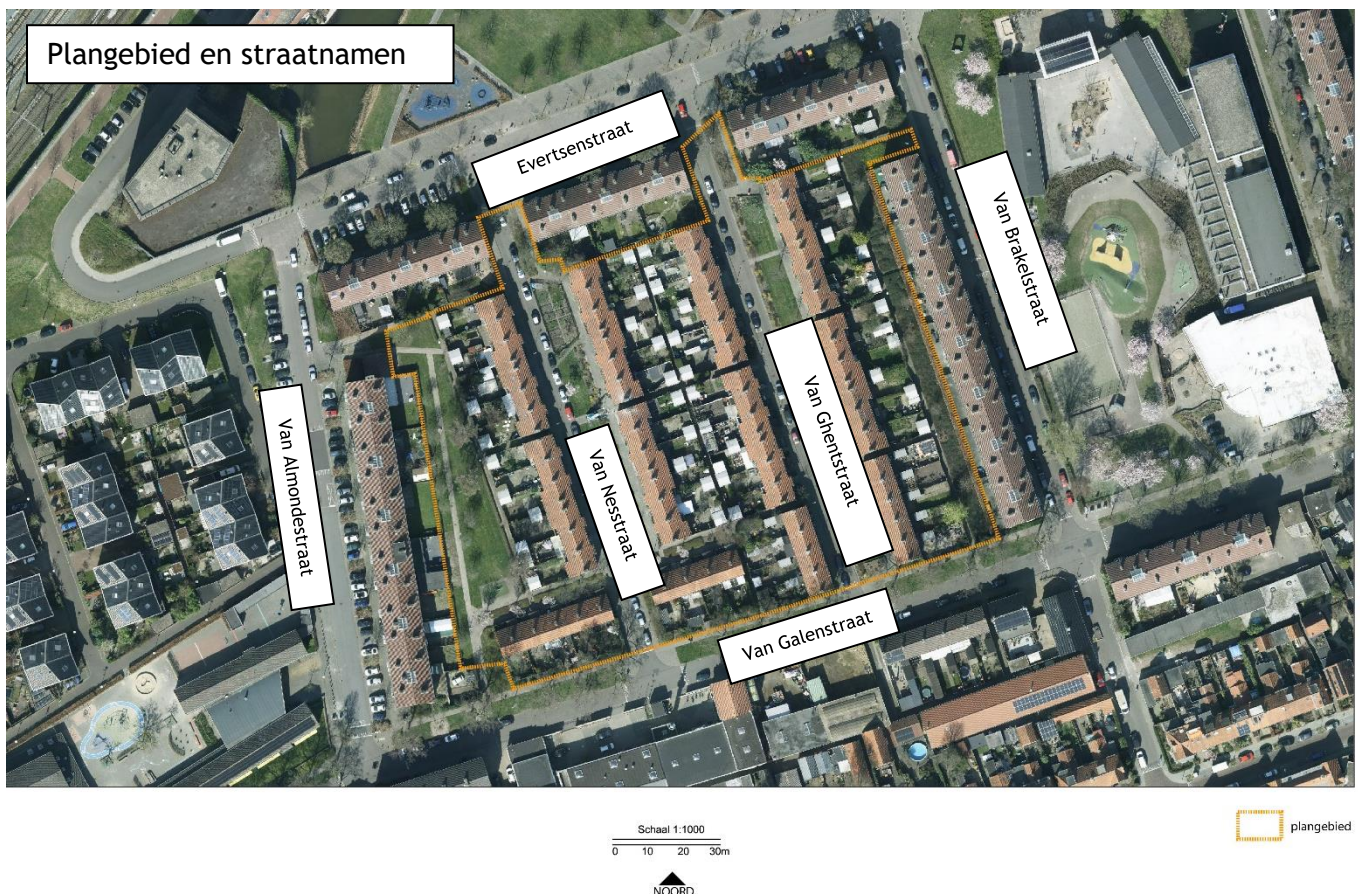 Plangebied en straatnamen
Evertsenstraat
Van Brakelstraat
Van Ghentstraat
Van Almondestraat
Van Nesstraat
Van Galenstraat
Schaal 1:1000
0 10 20 30m
NOORD
plangebied